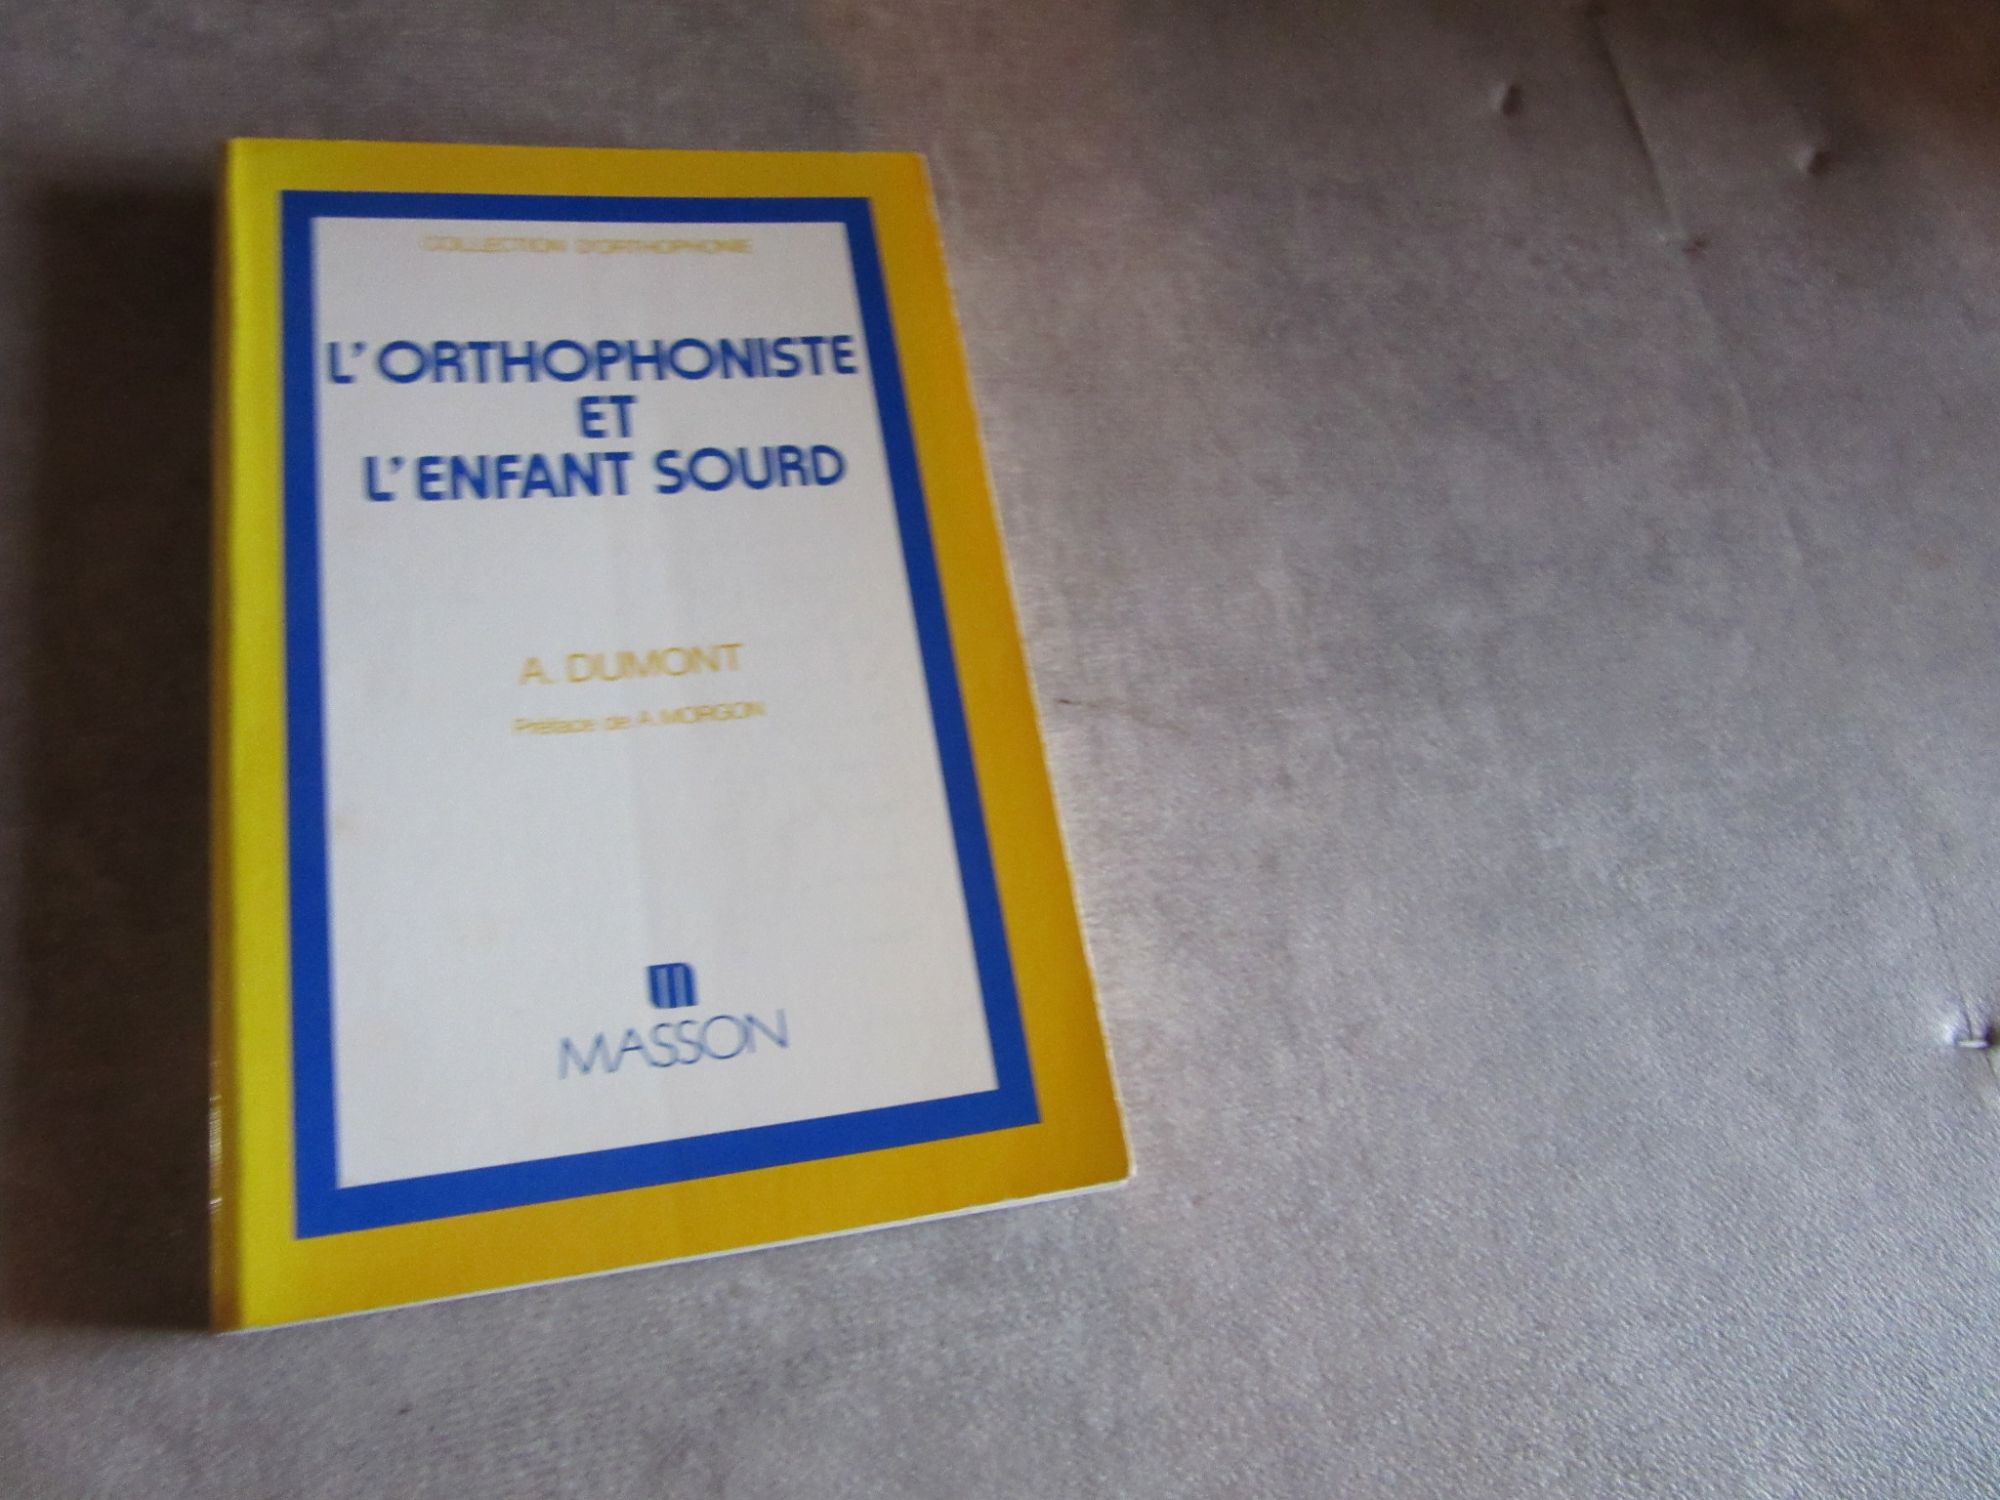 COLLECTION D'ORTHOPHONIE
L'ORTHOPHONISTE
ET
L'ENFANT SOURD
A. DUMONT
Préface de A. MORGON
m
MASSON